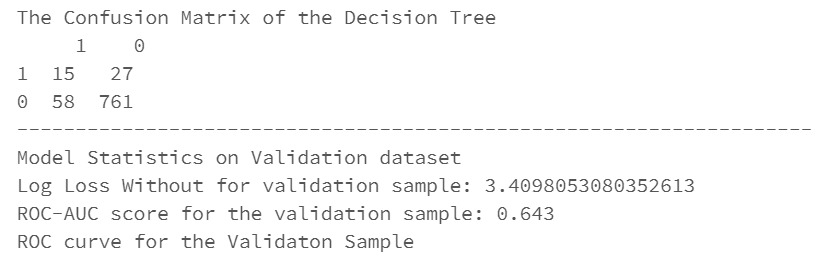 The Confusion Matrix of the Decision Tree
1 0
1 15 27
0 58 761
--------------------------------------------------------------------
Model Statistics on Validation dataset
Log Loss Without for validation sample: 3.4098053080352613
ROC-AUC score for the validation sample: 0.643
ROC curve for the Validaton Sample